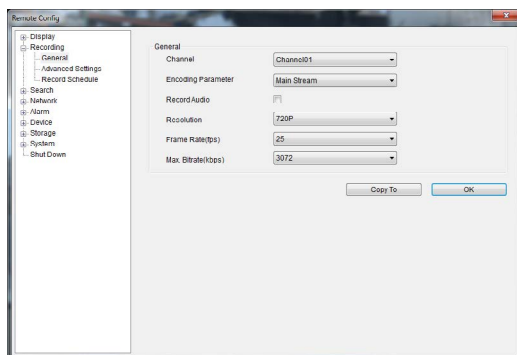 Remote Config
Display
Recording
General
Advanced Settings
Record Schedule
Search
Network
Alarm
Device
Storage
System
Shut Down
General
Channel Channel01
Encoding Parameter Main Stream
Record Audio
Resolution 720P
Frame Rate(fps) 25
Max. Bitrate(kbps) 3072
Copy To OK